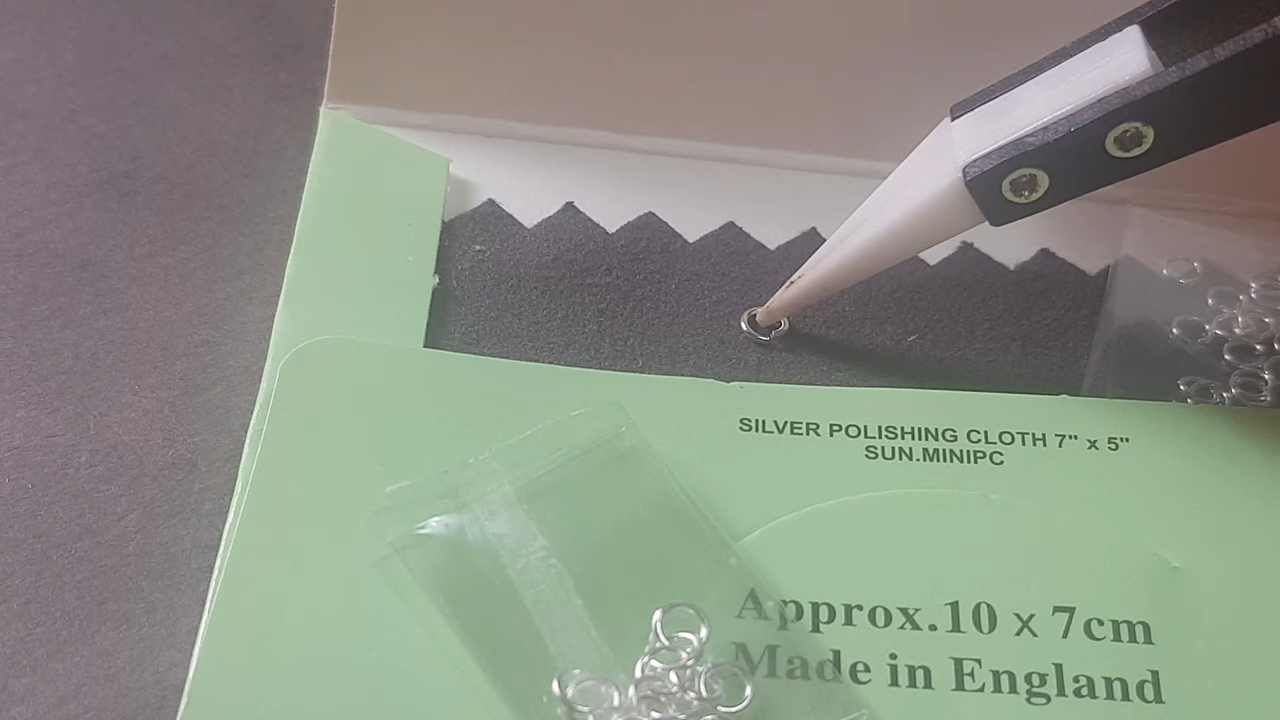 SILVER POLISHING CLOTH 7" x 5"
SUN.MINIPC
Approx.10 x 7cm
Made in England